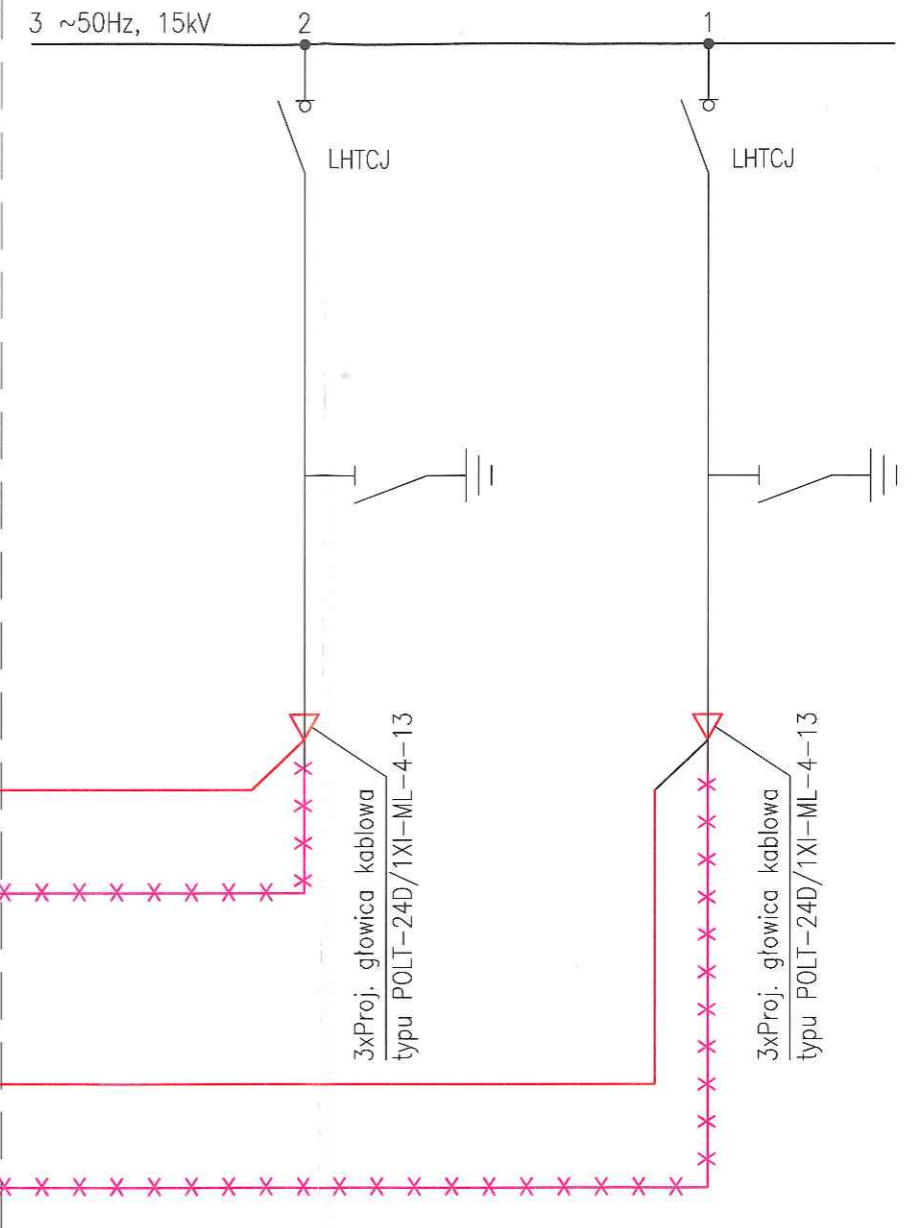 3 ~50Hz, 15kV
2
1
LHTCJ
LHTCJ
3xProj. głowica kablowa
typu POLT-24D/1XI-ML-4-13
3xProj. głowica kablowa
typu POLT-24D/1XI-ML-4-13